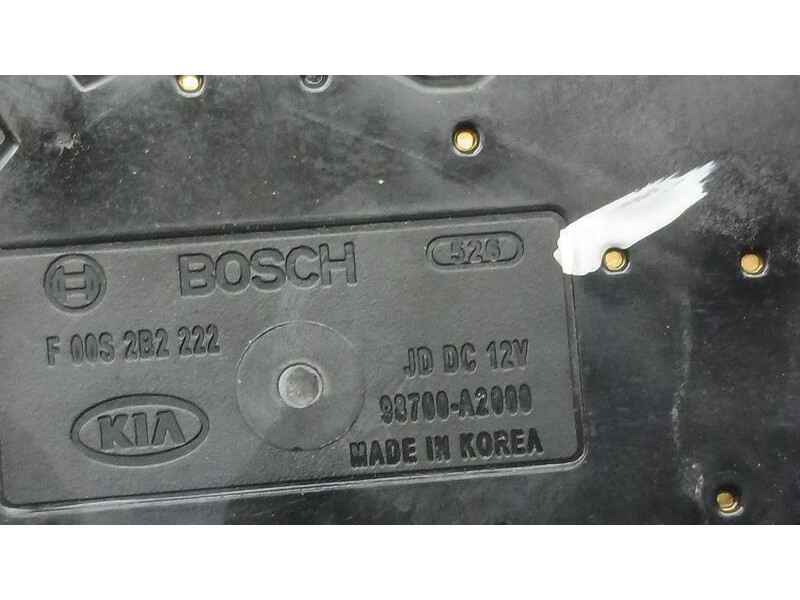 BOSCH 526
F 00S 2B2 222 JD DC 12V
98700-A2000
KIA
MADE IN KOREA